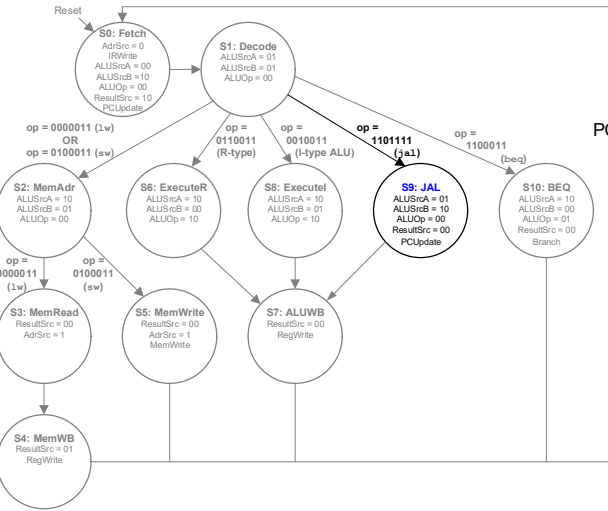 Reset
S0: Fetch
AdrSrc = 0
IRWrite
ALUSrcA = 00
ALUSrcB =10
ALUOp = 00
ResultSrc = 10
PCUpdate
S1: Decode
ALUSrcA = 01
ALUSrcB = 01
ALUOp = 00
op = 0000011 (lw)
OR
op = 0100011 (sw)
op =
0110011
(R-type)
op =
0010011
(I-type ALU)
op =
1101111
(jal)
op =
1100011
(beq)
S2: MemAdr
ALUSrcA = 10
ALUSrcB = 01
ALUOp = 00
S6: ExecuteR
ALUSrcA = 10
ALUSrcB = 00
ALUOp = 10
S8: ExecuteI
ALUSrcA = 10
ALUSrcB = 01
ALUOp = 10
S9: JAL
ALUSrcA = 01
ALUSrcB = 10
ALUOp = 00
ResultSrc = 00
PCUpdate
S10: BEQ
ALUSrcA = 10
ALUSrcB = 00
ALUOp = 01
ResultSrc = 00
Branch
op =
0000011
(lw)
op =
0100011
(sw)
S3: MemRead
ResultSrc = 00
AdrSrc = 1
S5: MemWrite
ResultSrc = 00
AdrSrc = 1
MemWrite
S7: ALUWB
ResultSrc = 00
RegWrite
S4: MemWB
ResultSrc = 01
RegWrite